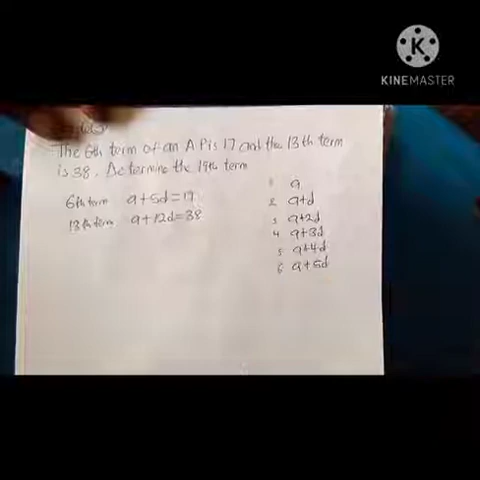 K
KINEMASTER
The 6th term of an A P is 17 and the 13th term
is 38. Determine the 19th term
6th term a+5d=17
13th term a+12d=38
1 a
2 a+d
3 a+2d
4 a+3d
5 a+4d
6 a+5d